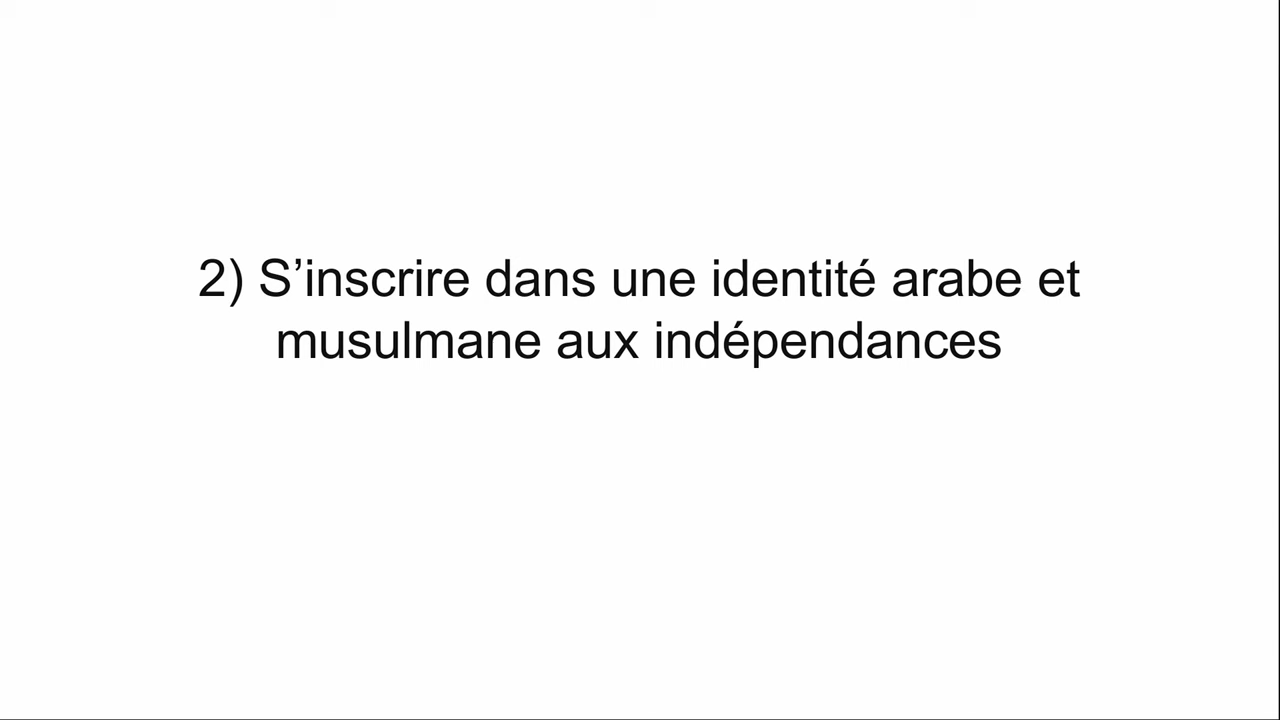 2) S’inscrire dans une identité arabe et
musulmane aux indépendances